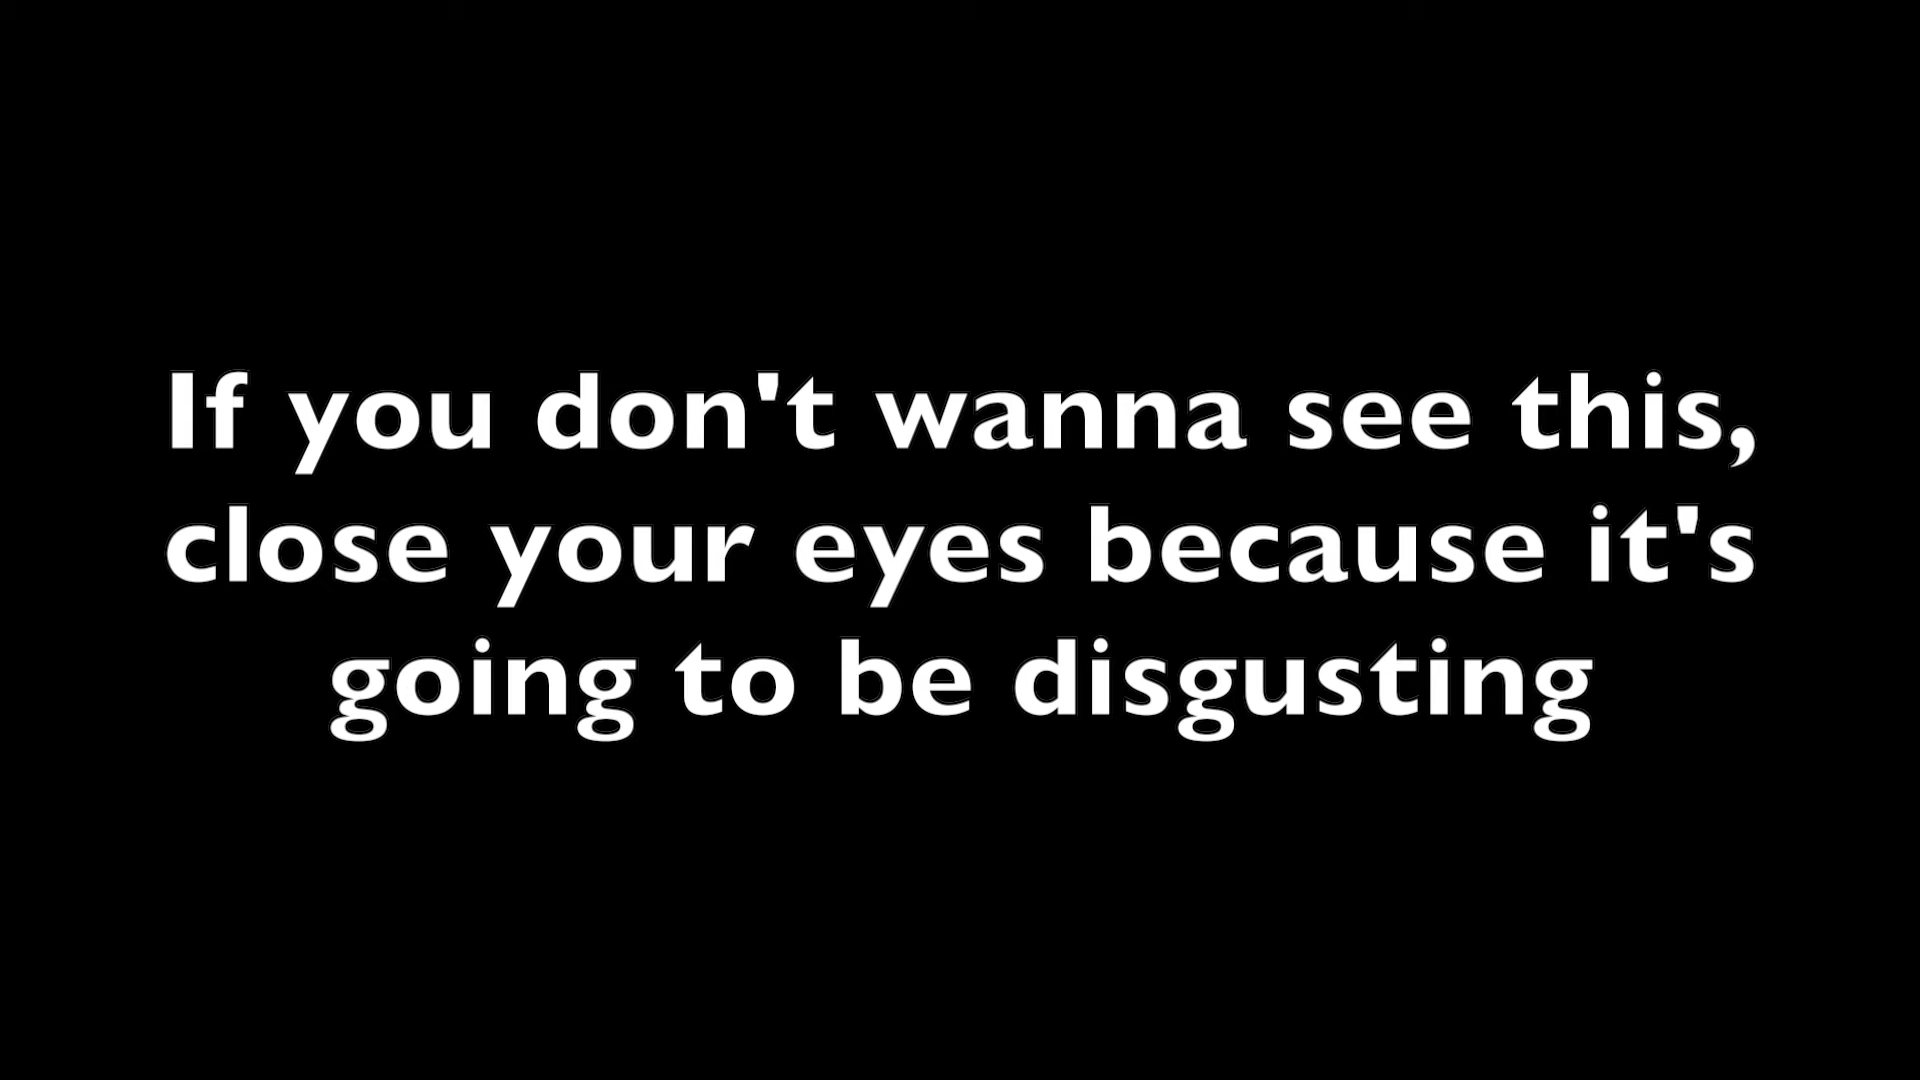 If you don't wanna see this,
close your eyes because it's
going to be disgusting